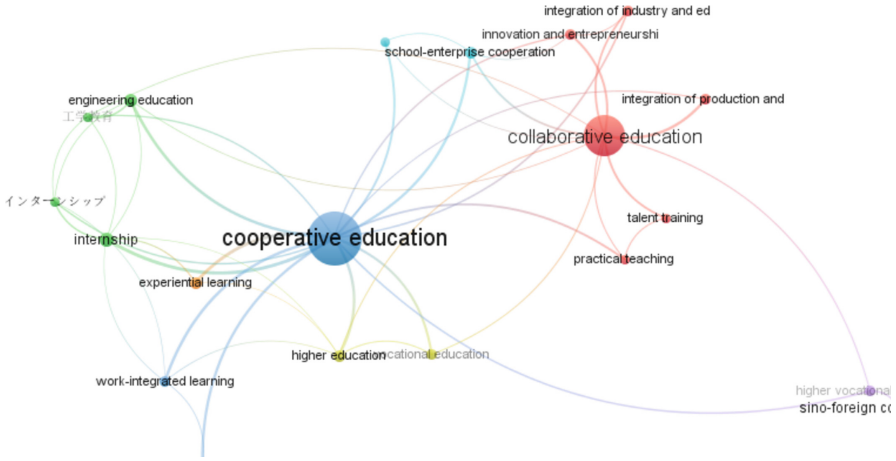 integration of industry and ed
innovation and entrepreneurshi
school-enterprise cooperation
engineering education
integration of production and
工学教育
collaborative education
インターンシップ
talent training
internship
cooperative education
practical teaching
experiential learning
higher education
vocational education
work-integrated learning
higher vocational
sino-foreign co